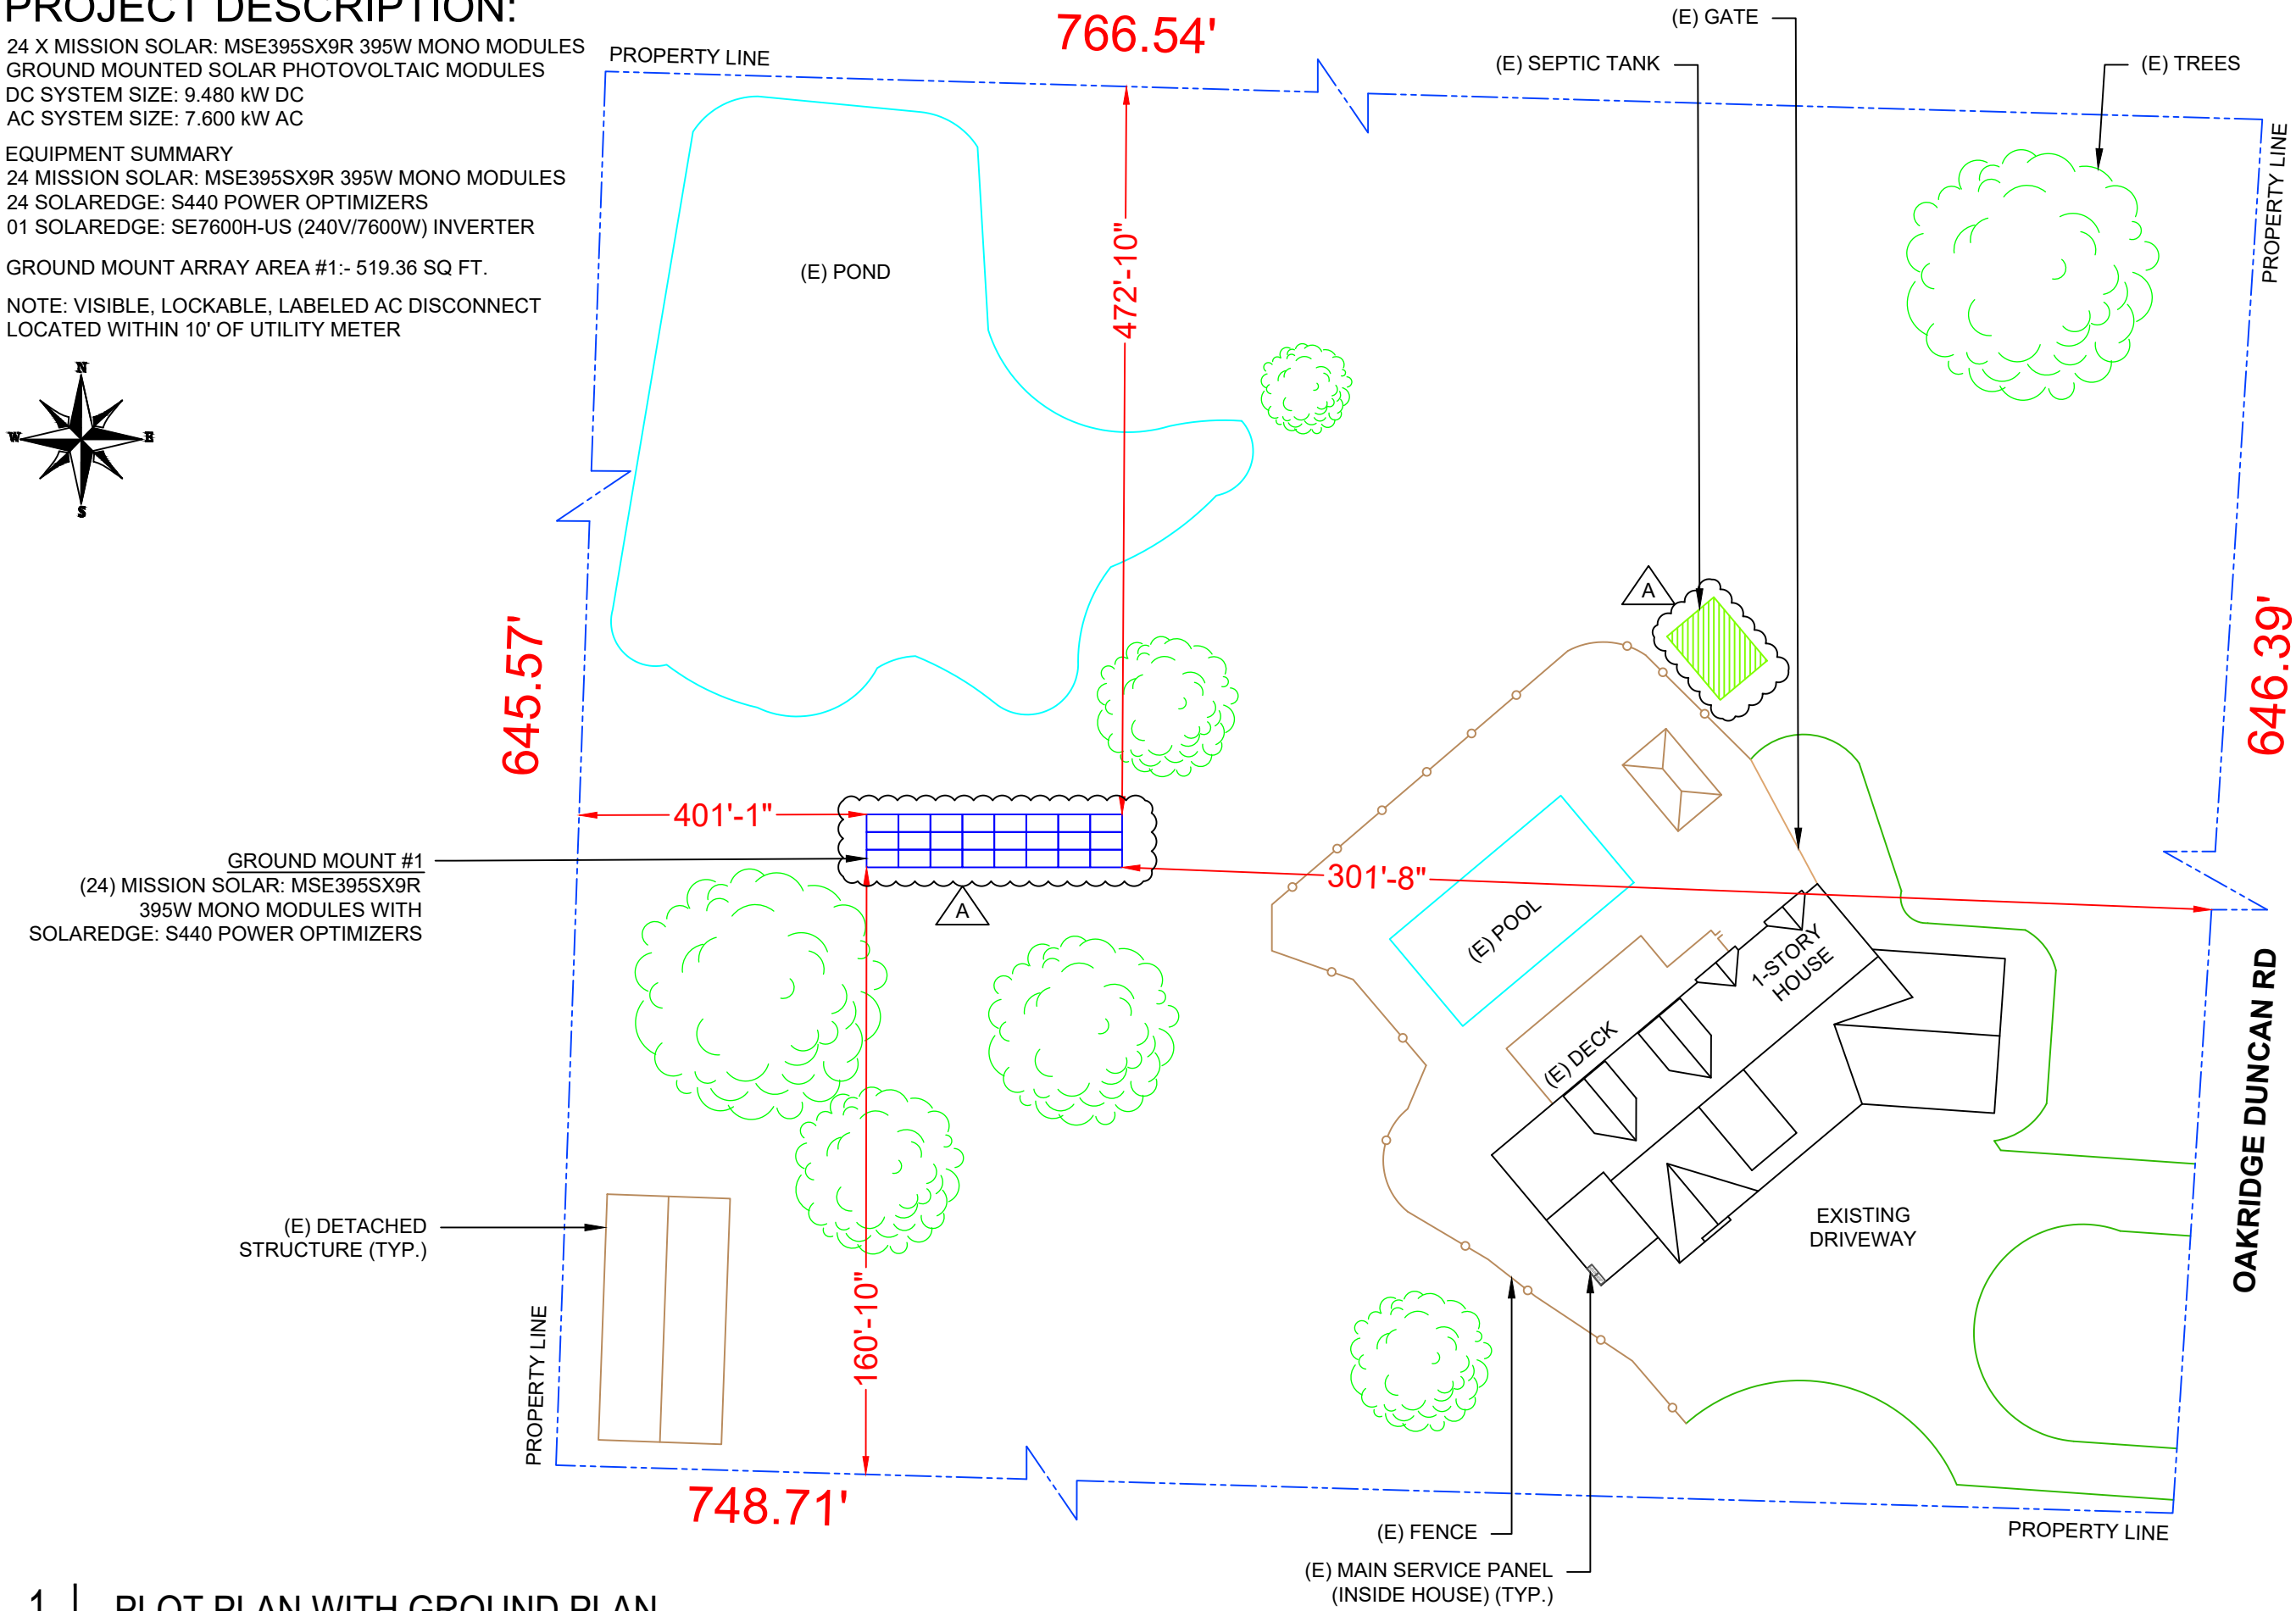 PROJECT DESCRIPTION:
24 X MISSION SOLAR: MSE395SX9R 395W MONO MODULES
GROUND MOUNTED SOLAR PHOTOVOLTAIC MODULES
DC SYSTEM SIZE: 9.480 kW DC
AC SYSTEM SIZE: 7.600 kW AC
EQUIPMENT SUMMARY
24 MISSION SOLAR: MSE395SX9R 395W MONO MODULES
24 SOLAREDGE: S440 POWER OPTIMIZERS
01 SOLAREDGE: SE7600H-US (240V/7600W) INVERTER
GROUND MOUNT ARRAY AREA #1:- 519.36 SQ FT.
NOTE: VISIBLE, LOCKABLE, LABELED AC DISCONNECT
LOCATED WITHIN 10' OF UTILITY METER
N
W
E
S
PROPERTY LINE
766.54'
(E) GATE
(E) SEPTIC TANK
(E) TREES
PROPERTY LINE
(E) POND
472'-10"
A
645.57'
646.39'
401'-1"
GROUND MOUNT #1
(24) MISSION SOLAR: MSE395SX9R
395W MONO MODULES WITH
SOLAREDGE: S440 POWER OPTIMIZERS
A
301'-8"
(E) POOL
1-STORY
HOUSE
(E) DECK
OAKRIDGE DUNCAN RD
EXISTING
DRIVEWAY
(E) DETACHED
STRUCTURE (TYP.)
160'-10"
PROPERTY LINE
748.71'
(E) FENCE
PROPERTY LINE
(E) MAIN SERVICE PANEL
(INSIDE HOUSE) (TYP.)
1
PLOT PLAN WITH GROUND PLAN